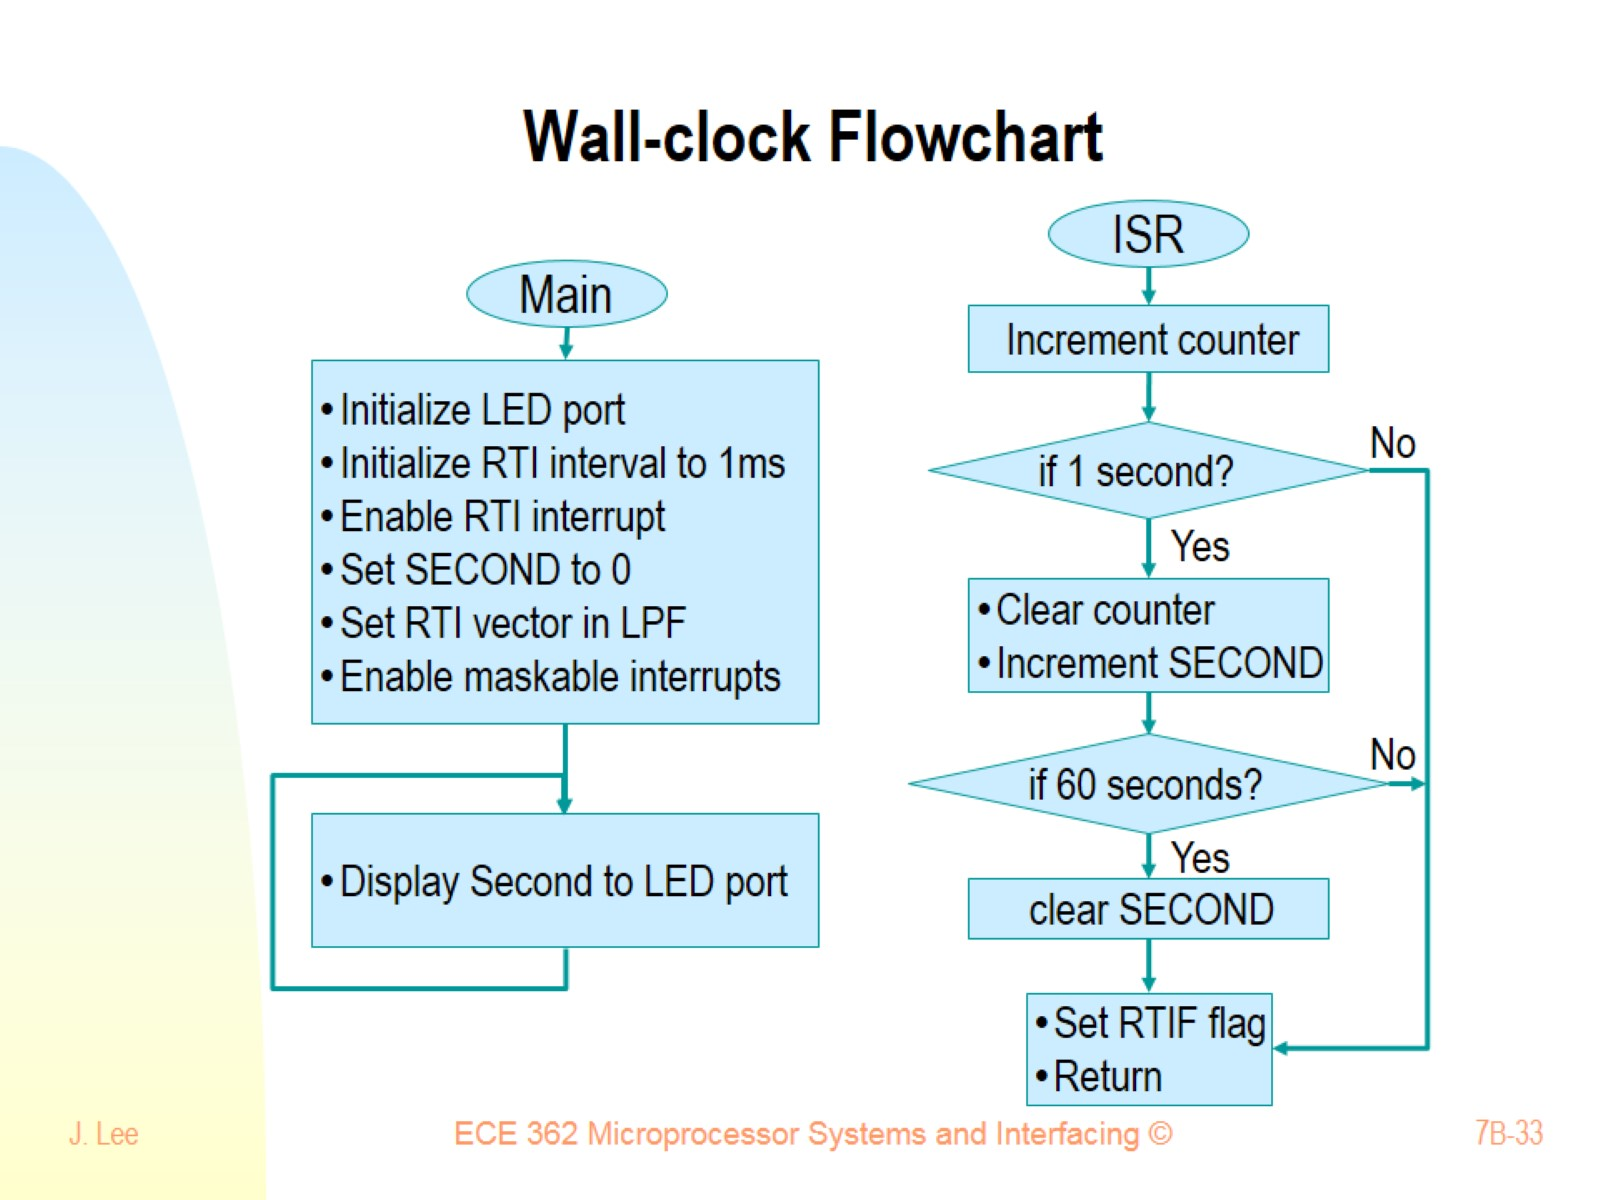 Wall-clock Flowchart
Main
• Initialize LED port
• Initialize RTI interval to 1ms
• Enable RTI interrupt
• Set SECOND to 0
• Set RTI vector in LPF
• Enable maskable interrupts
• Display Second to LED port
ISR
Increment counter
if 1 second?
No
Yes
• Clear counter
• Increment SECOND
if 60 seconds?
No
Yes
clear SECOND
• Set RTIF flag
• Return
J. Lee
ECE 362 Microprocessor Systems and Interfacing ©
7B-33